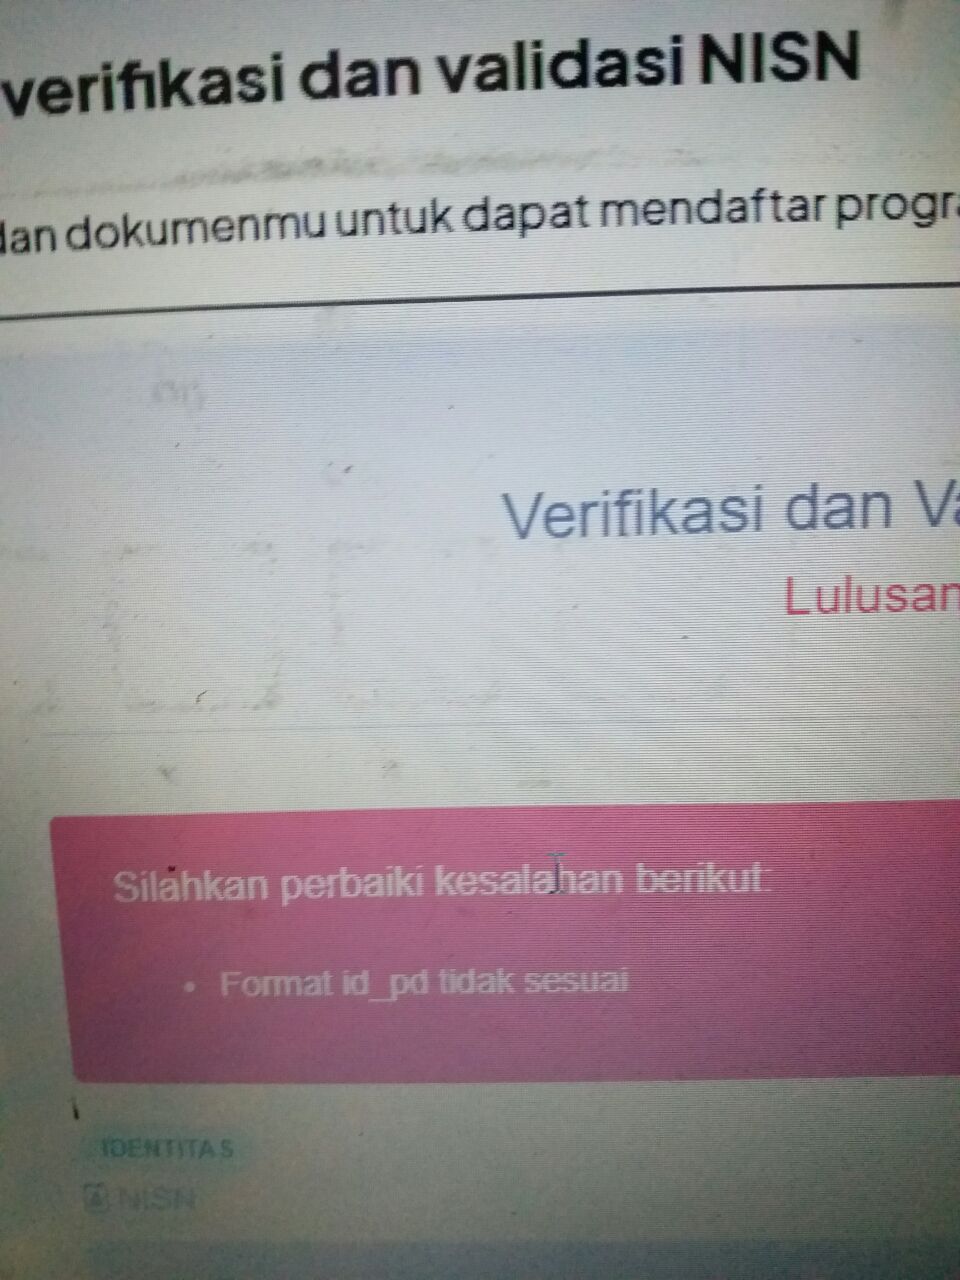 verifikasi dan validasi NISN
dan dokumenmu untuk dapat mendaftar
Verifikasi dan
Lulusan
Silahkan perbaiki kesalahan berikut:
• Format id_pd tidak sesuai
IDENTITAS
NISN